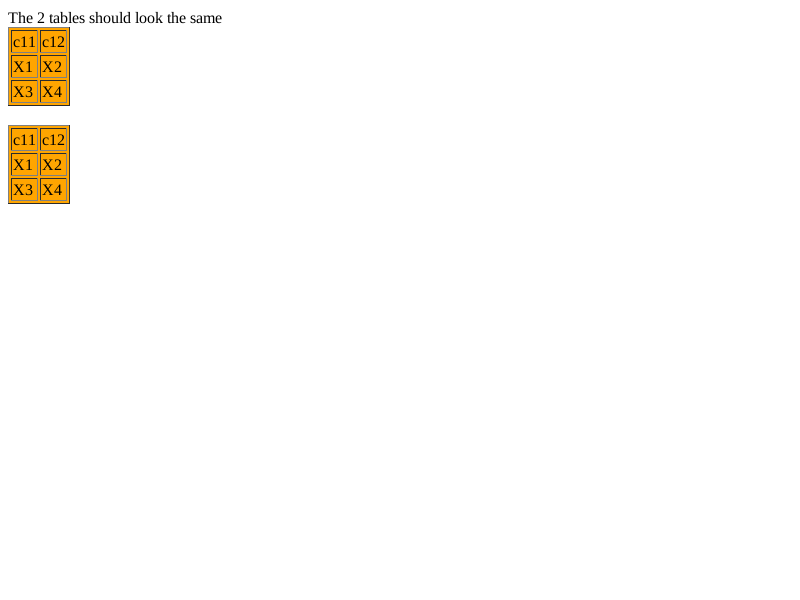 The 2 tables should look the same
c11 c12
X1 X2
X3 X4
c11 c12
X1 X2
X3 X4